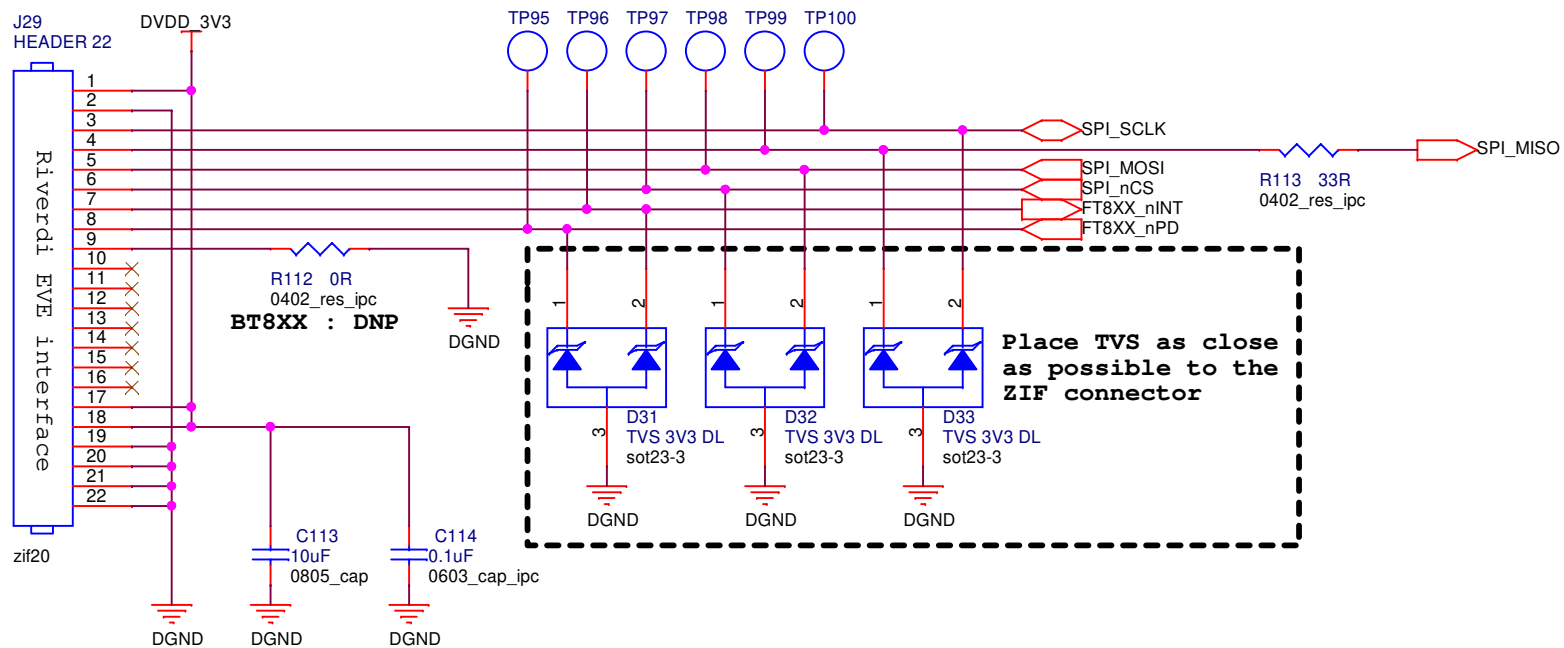 J29
HEADER 22
DVDD_3V3
TP95
TP96
TP97
TP98
TP99
TP100
1
2
3
4
5
6
7
8
9
10
11
12
13
14
15
16
17
18
19
20
21
22
Riverdi EVE interface
zif20
SPI_SCLK
SPI_MISO
SPI_MOSI
SPI_nCS
FT8XX_nINT
FT8XX_nPD
R113 33R
0402_res_ipc
R112 0R
0402_res_ipc
BT8XX : DNP
DGND
1
2
1
2
1
2
Place TVS as close
as possible to the
ZIF connector
3
D31
TVS 3V3 DL
sot23-3
3
D32
TVS 3V3 DL
sot23-3
3
D33
TVS 3V3 DL
sot23-3
DGND
DGND
DGND
C113
10uF
0805_cap
C114
0.1uF
0603_cap_ipc
DGND
DGND
DGND